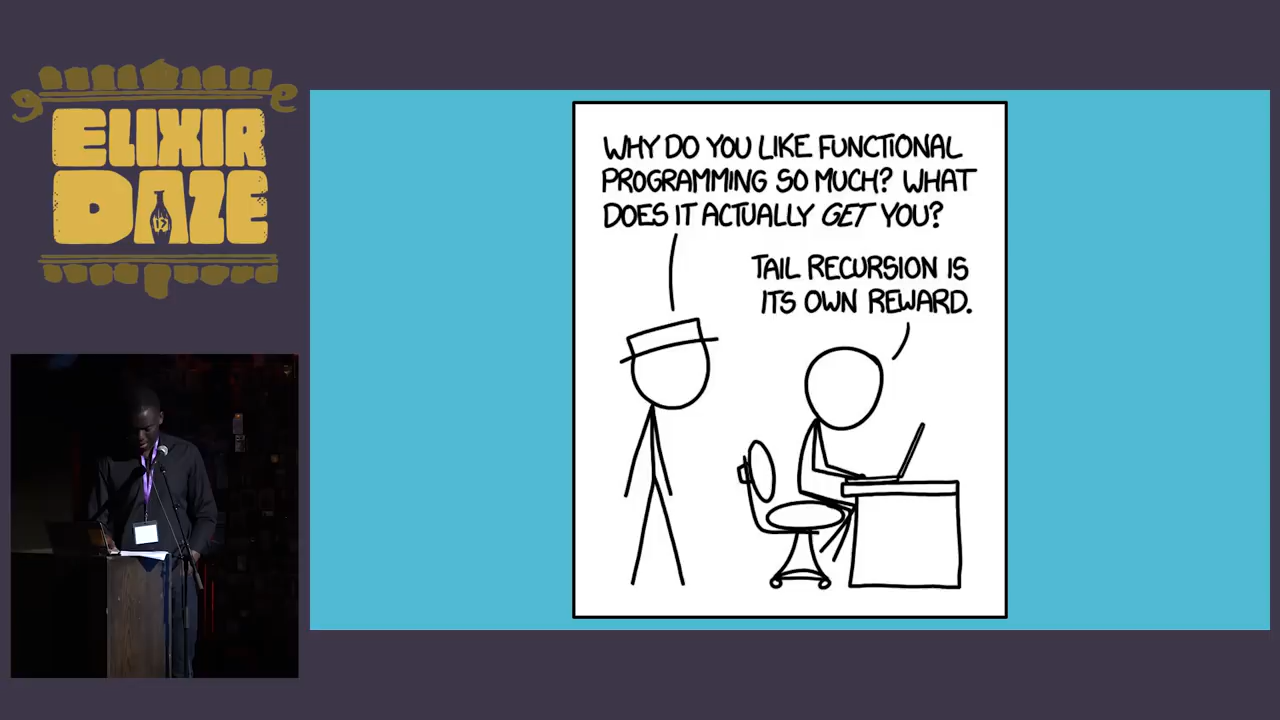 ELIXIR
DAZE
WHY DO YOU LIKE FUNCTIONAL
PROGRAMMING SO MUCH? WHAT
DOES IT ACTUALLY GET YOU?
TAIL RECURSION IS
ITS OWN REWARD.